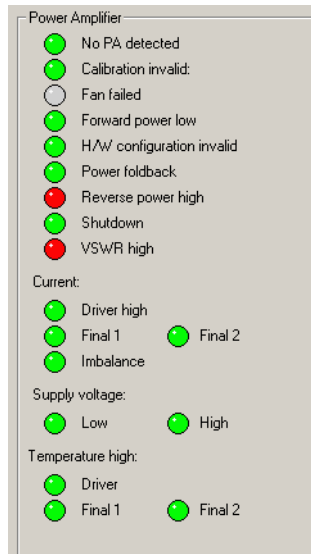 Power Amplifier
No PA detected
Calibration invalid:
Fan failed
Forward power low
H/W configuration invalid
Power foldback
Reverse power high
Shutdown
VSWR high
Current:
Driver high
Final 1 Final 2
Imbalance
Supply voltage:
Low High
Temperature high:
Driver
Final 1 Final 2